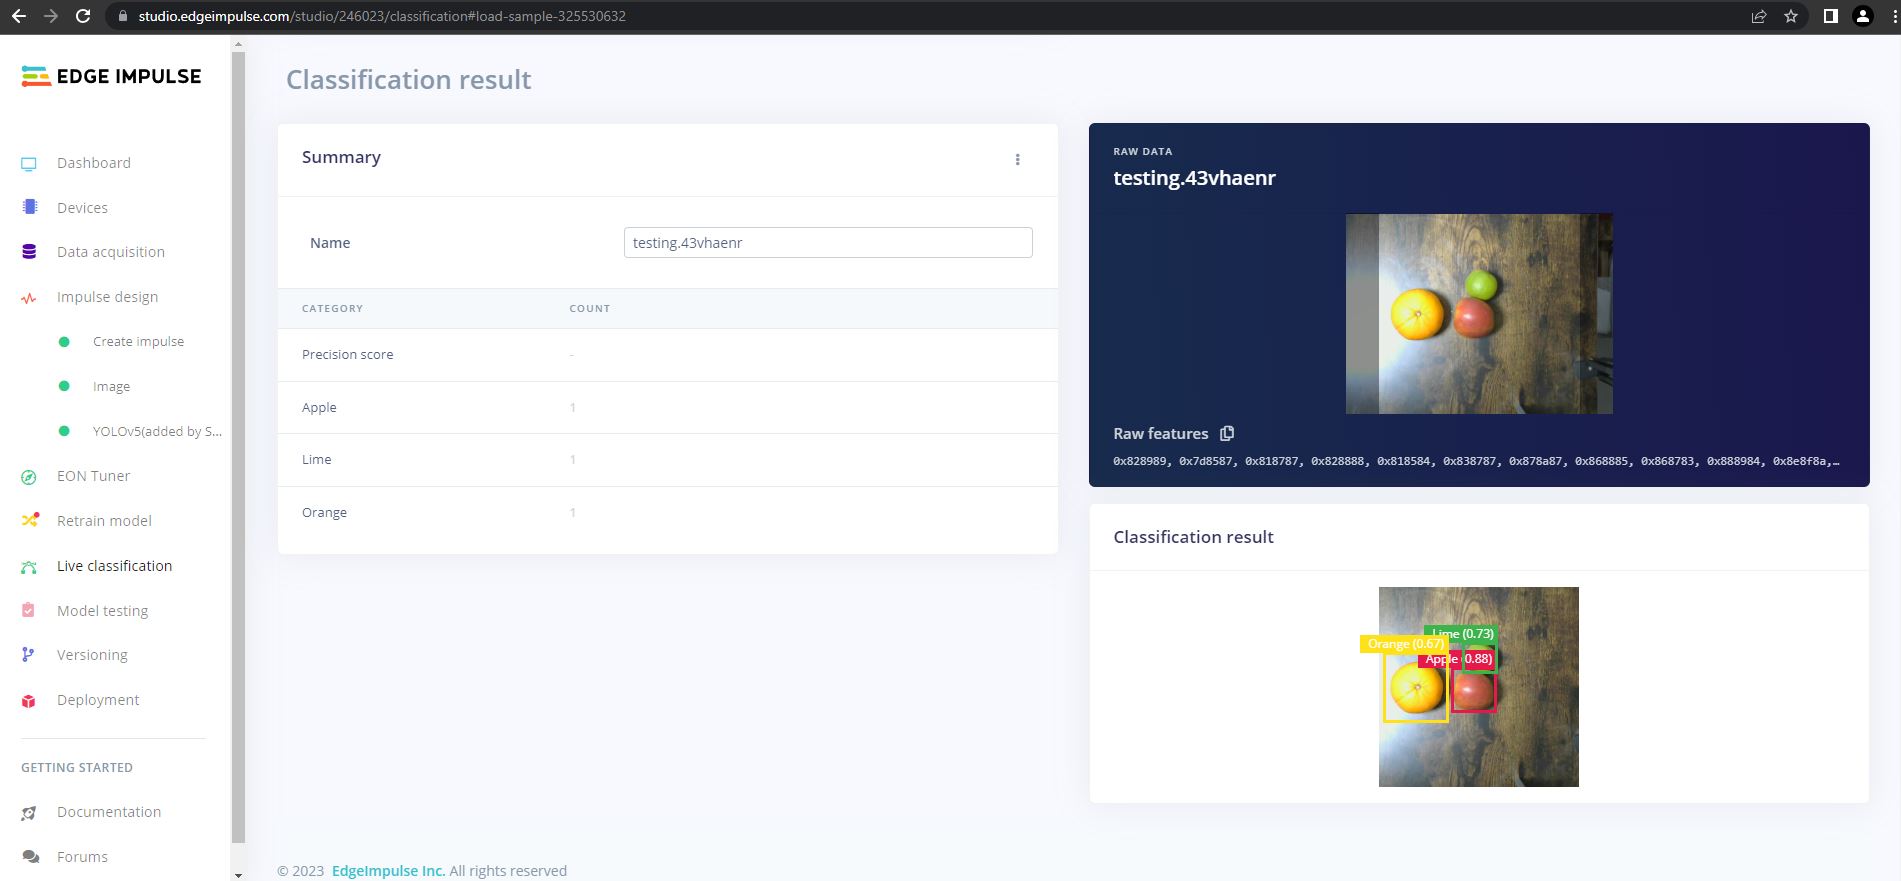 studio.edgeimpulse.com/studio/246023/classification#load-sample-325530632
EDGE IMPULSE
Dashboard
Devices
Data acquisition
Impulse design
Create impulse
Image
YOLOv5(added by S...
EON Tuner
Retrain model
Live classification
Model testing
Versioning
Deployment
GETTING STARTED
Documentation
Forums
Classification result
Summary
Name
testing.43vhaenr
CATEGORY COUNT
Precision score -
Apple 1
Lime 1
Orange 1
RAW DATA
testing.43vhaenr
Raw features
0x828989, 0x7d8587, 0x818787, 0x828888, 0x818584, 0x838787, 0x878a87, 0x868885, 0x868783, 0x888984, 0x8e8f8a,…
Classification result
Lime (0.73)
Orange (0.67)
Apple (0.88)
© 2023 EdgeImpulse Inc. All rights reserved